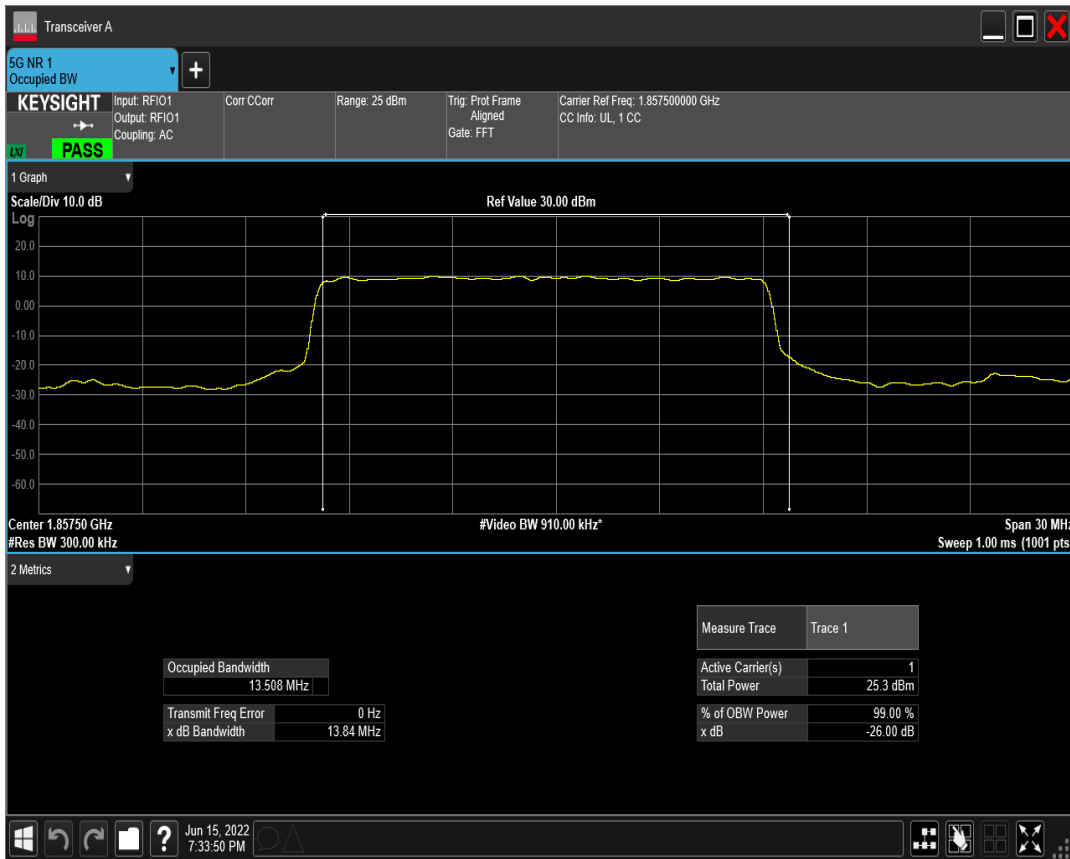 Transceiver A
5G NR 1
Occupied BW
KEYSIGHT
LXI
PASS
Input: RFIO1
Output: RFIO1
Coupling: AC
Corr CCorr
Range: 25 dBm
Trig: Prot Frame
Aligned
Gate: FFT
Carrier Ref Freq: 1.857500000 GHz
CC Info: UL, 1 CC
1 Graph
Scale/Div 10.0 dB
Ref Value 30.00 dBm
Log
20.0
10.0
0.00
-10.0
-20.0
-30.0
-40.0
-50.0
-60.0
Center 1.85750 GHz
#Video BW 910.00 kHz*
Span 30 MHz
#Res BW 300.00 kHz
Sweep 1.00 ms (1001 pts
2 Metrics
Measure Trace Trace 1
Occupied Bandwidth
13.508 MHz
Active Carrier(s) 1
Total Power 25.3 dBm
Transmit Freq Error 0 Hz
x dB Bandwidth 13.84 MHz
% of OBW Power 99.00 %
x dB -26.00 dB
?
Jun 15, 2022
7:33:50 PM